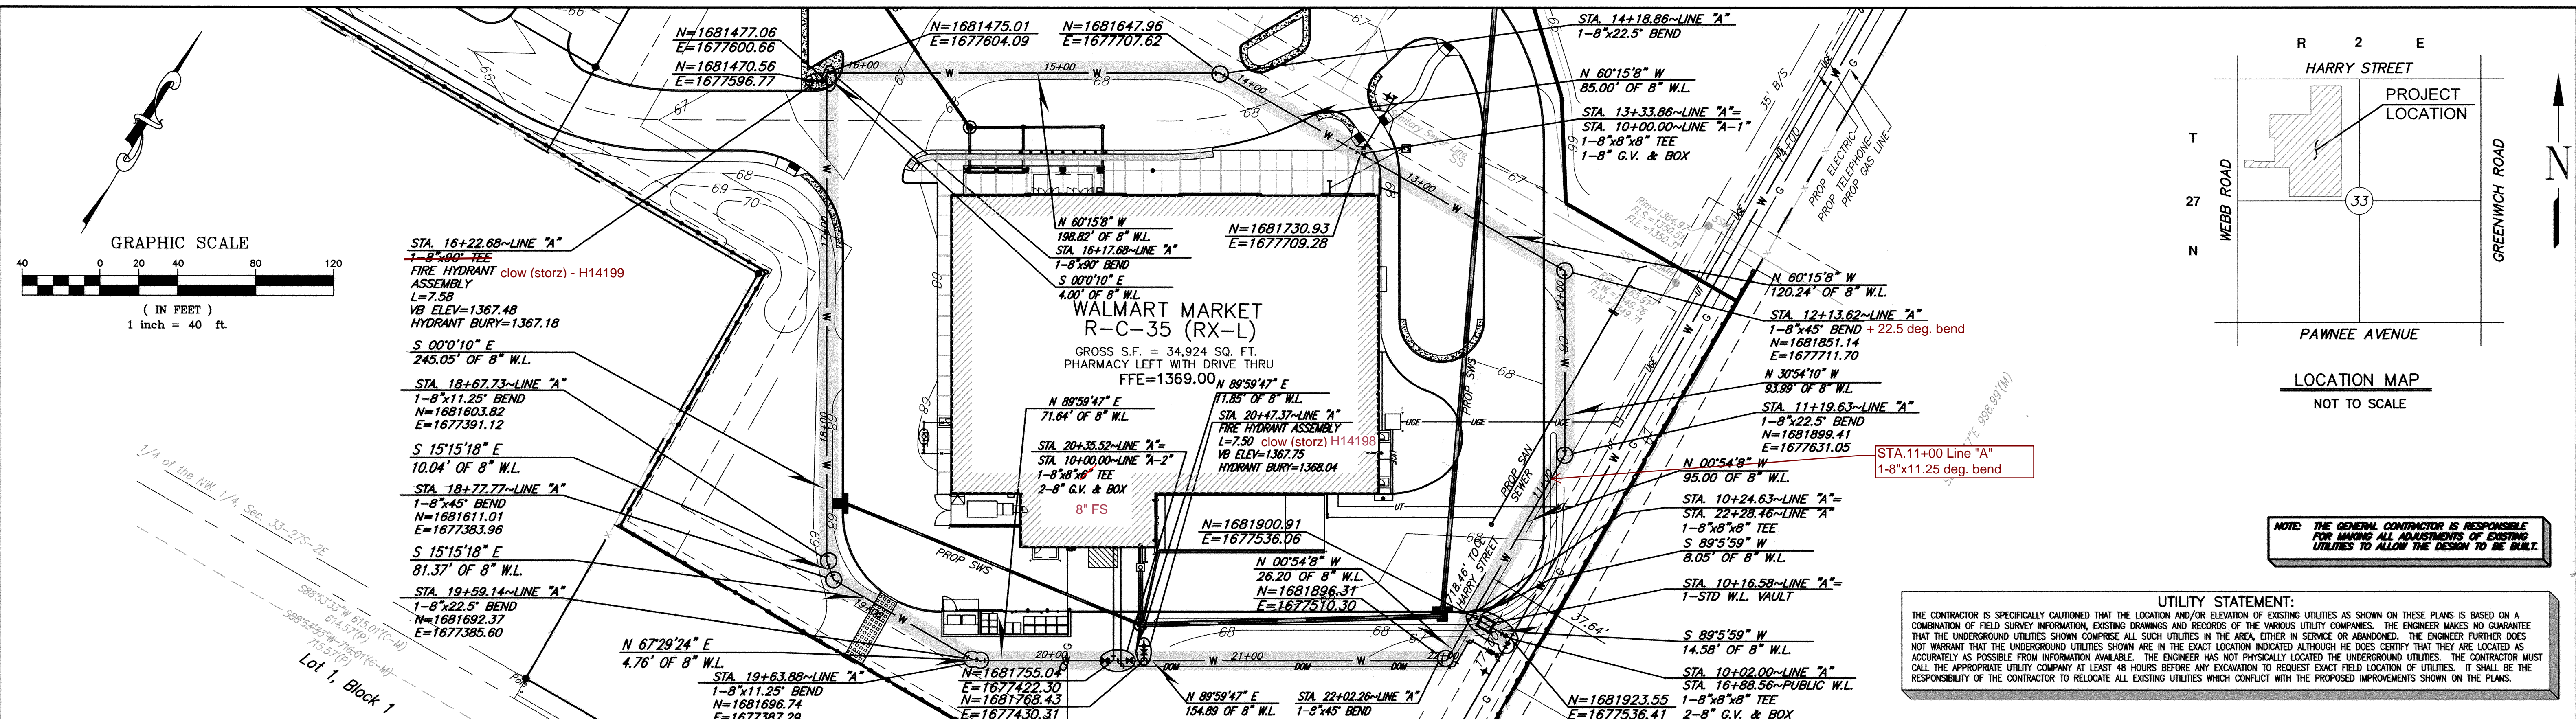 N=1681477.06
E=1677600.66
N=1681470.56
E=1677596.77
N=1681475.01
E=1677604.09
N=1681647.96
E=1677707.62
STA. 14+18.86~LINE "A"
1-8"x22.5° BEND
N 60°15'8" W
85.00' OF 8" W.L.
STA. 13+33.86~LINE "A"=
STA. 10+00.00~LINE "A-1"
1-8"x8"x8" TEE
1-8" G.V. & BOX
16+00
15+00
14+00
13+00
12+00
11+00
17+00
18+00
19+00
20+00
21+00
22+00
35' B/S
14+00
PROP ELECTRIC
PROP TELEPHONE
PROP GAS LINE
Sanitary Sewer Line
SS
GRAPHIC SCALE
40 0 20 40 80 120
( IN FEET )
1 inch = 40 ft.
STA. 16+22.68~LINE "A"
1-8"x90° TEE
FIRE HYDRANT clow (storz) - H14199
ASSEMBLY
L=7.58
VB ELEV=1367.48
HYDRANT BURY=1367.18
S 00°0'10" E
245.05' OF 8" W.L.
STA. 18+67.73~LINE "A"
1-8"x11.25° BEND
N=1681603.82
E=1677391.12
S 15°15'18" E
10.04' OF 8" W.L.
STA. 18+77.77~LINE "A"
1-8"x45° BEND
N=1681611.01
E=1677383.96
S 15°15'18" E
81.37' OF 8" W.L.
STA. 19+59.14~LINE "A"
1-8"x22.5° BEND
N=1681692.37
E=1677385.60
N 67°29'24" E
4.76' OF 8" W.L.
STA. 19+63.88~LINE "A"
1-8"x11.25° BEND
N=1681696.74
E=1677387.29
N 60°15'8" W
198.82' OF 8" W.L.
STA. 16+17.68~LINE "A"
1-8"x90° BEND
S 00°0'10" E
4.00' OF 8" W.L.
N=1681730.93
E=1677709.28
WALMART MARKET
R-C-35 (RX-L)
GROSS S.F. = 34,924 SQ. FT.
PHARMACY LEFT WITH DRIVE THRU
FFE=1369.00
N 89°59'47" E
71.64' OF 8" W.L.
STA. 20+35.52~LINE "A"=
STA. 10+00.00~LINE "A-2"
1-8"x8"x6" TEE
2-8" G.V. & BOX
8" FS
N 89°59'47" E
11.85' OF 8" W.L.
STA. 20+47.37~LINE "A"
FIRE HYDRANT ASSEMBLY
L=7.50 clow (storz) H14198
VB ELEV=1367.75
HYDRANT BURY=1368.04
N=1681900.91
E=1677536.06
N 00°54'8" W
26.20 OF 8" W.L.
N=1681896.31
E=1677510.30
N=1681755.04
E=1677422.30
N=1681768.43
E=1677430.31
N 89°59'47" E
154.89 OF 8" W.L.
STA. 22+02.26~LINE "A"
1-8"x45° BEND
PROP SWS
PROP SWS
PROP SAN
SEWER
718.46' TO CL
HARRY STREET
37.64'
N 60°15'8" W
120.24' OF 8" W.L.
STA. 12+13.62~LINE "A"
1-8"x45° BEND + 22.5 deg. bend
N=1681851.14
E=1677711.70
N 30°54'10" W
93.99' OF 8" W.L.
STA. 11+19.63~LINE "A"
1-8"x22.5° BEND
N=1681899.41
E=1677631.05
STA.11+00 Line "A"
1-8"x11.25 deg. bend
N 00°54'8" W
95.00 OF 8" W.L.
STA. 10+24.63~LINE "A"=
STA. 22+28.46~LINE "A"
1-8"x8"x8" TEE
S 89°5'59" W
8.05' OF 8" W.L.
STA. 10+16.58~LINE "A"=
1-STD W.L. VAULT
S 89°5'59" W
14.58' OF 8" W.L.
STA. 10+02.00~LINE "A"
STA. 16+88.56~PUBLIC W.L.
1-8"x8"x8" TEE
2-8" G.V. & BOX
N=1681923.55
E=1677536.41
1/4 of the NW. 1/4, Sec. 33-27S-2E
S88°53'33"W 615.01'(C-M)
614.57'(P)
Lot 1, Block 1
R 2 E
HARRY STREET
PROJECT
LOCATION
T
27
N
WEBB ROAD
33
GREENWICH ROAD
PAWNEE AVENUE
LOCATION MAP
NOT TO SCALE
N
NOTE: THE GENERAL CONTRACTOR IS RESPONSIBLE
FOR MAKING ALL ADJUSTMENTS OF EXISTING
UTILITIES TO ALLOW THE DESIGN TO BE BUILT.
UTILITY STATEMENT:
THE CONTRACTOR IS SPECIFICALLY CAUTIONED THAT THE LOCATION AND/OR ELEVATION OF EXISTING UTILITIES AS SHOWN ON THESE PLANS IS BASED ON A
COMBINATION OF FIELD SURVEY INFORMATION, EXISTING DRAWINGS AND RECORDS OF THE VARIOUS UTILITY COMPANIES. THE ENGINEER MAKES NO GUARANTEE
THAT THE UNDERGROUND UTILITIES SHOWN COMPRISE ALL SUCH UTILITIES IN THE AREA, EITHER IN SERVICE OR ABANDONED. THE ENGINEER FURTHER DOES
NOT WARRANT THAT THE UNDERGROUND UTILITIES SHOWN ARE IN THE EXACT LOCATION INDICATED ALTHOUGH HE DOES CERTIFY THAT THEY ARE LOCATED AS
ACCURATELY AS POSSIBLE FROM INFORMATION AVAILABLE. THE ENGINEER HAS NOT PHYSICALLY LOCATED THE UNDERGROUND UTILITIES. THE CONTRACTOR MUST
CALL THE APPROPRIATE UTILITY COMPANY AT LEAST 48 HOURS BEFORE ANY EXCAVATION TO REQUEST EXACT FIELD LOCATION OF UTILITIES. IT SHALL BE THE
RESPONSIBILITY OF THE CONTRACTOR TO RELOCATE ALL EXISTING UTILITIES WHICH CONFLICT WITH THE PROPOSED IMPROVEMENTS SHOWN ON THE PLANS.